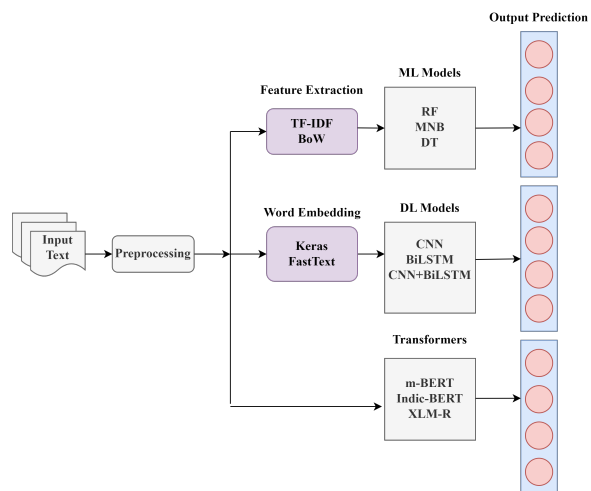 Output Prediction
ML Models
Feature Extraction
TF-IDF
BoW
RF
MNB
DT
Input
Text
Preprocessing
Word Embedding
Keras
FastText
DL Models
CNN
BiLSTM
CNN+BiLSTM
Transformers
m-BERT
Indic-BERT
XLM-R